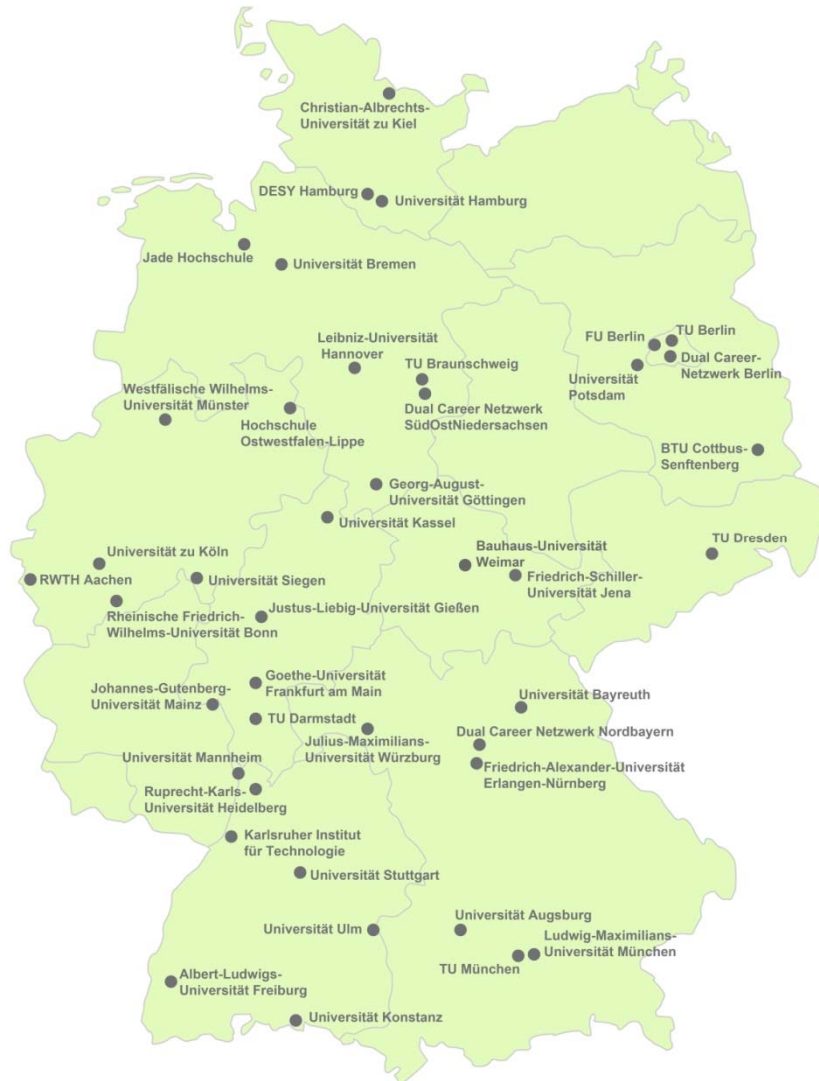 Christian-Albrechts-
Universität zu Kiel
DESY Hamburg
Universität Hamburg
Jade Hochschule
Universität Bremen
Leibniz-Universität
Hannover
TU Braunschweig
Dual Career Netzwerk
SüdOstNiedersachsen
FU Berlin
TU Berlin
Dual Career-
Netzwerk Berlin
Universität
Potsdam
Westfälische Wilhelms-
Universität Münster
Hochschule
Ostwestfalen-Lippe
BTU Cottbus-
Senftenberg
Georg-August-
Universität Göttingen
Universität Kassel
TU Dresden
Bauhaus-Universität
Weimar
Friedrich-Schiller-
Universität Jena
Universität zu Köln
RWTH Aachen
Universität Siegen
Rheinische Friedrich-
Wilhelms-Universität Bonn
Justus-Liebig-Universität Gießen
Goethe-Universität
Frankfurt am Main
Johannes-Gutenberg-
Universität Mainz
TU Darmstadt
Universität Bayreuth
Julius-Maximilians-
Universität Würzburg
Dual Career Netzwerk Nordbayern
Friedrich-Alexander-Universität
Erlangen-Nürnberg
Universität Mannheim
Ruprecht-Karls-
Universität Heidelberg
Karlsruher Institut
für Technologie
Universität Stuttgart
Universität Ulm
Universität Augsburg
Ludwig-Maximilians-
Universität München
TU München
Albert-Ludwigs-
Universität Freiburg
Universität Konstanz